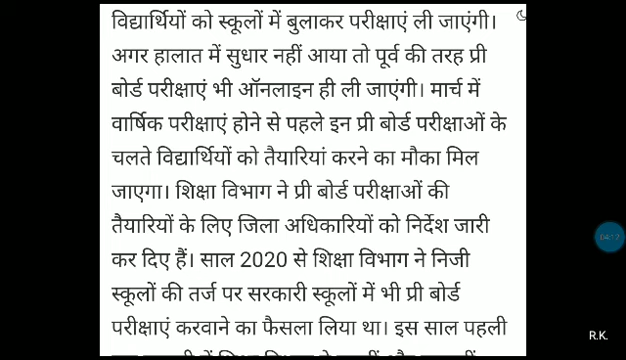 विद्यार्थियों को स्कूलों में बुलाकर परीक्षाएं ली जाएंगी।
अगर हालात में सुधार नहीं आया तो पूर्व की तरह प्री
बोर्ड परीक्षाएं भी ऑनलाइन ही ली जाएंगी। मार्च में
वार्षिक परीक्षाएं होने से पहले इन प्री बोर्ड परीक्षाओं के
चलते विद्यार्थियों को तैयारियां करने का मौका मिल
जाएगा। शिक्षा विभाग ने प्री बोर्ड परीक्षाओं की
तैयारियों के लिए जिला अधिकारियों को निर्देश जारी
कर दिए हैं। साल 2020 से शिक्षा विभाग ने निजी
स्कूलों की तर्ज पर सरकारी स्कूलों में भी प्री बोर्ड
परीक्षाएं करवाने का फैसला लिया था। इस साल पहली
R.K.